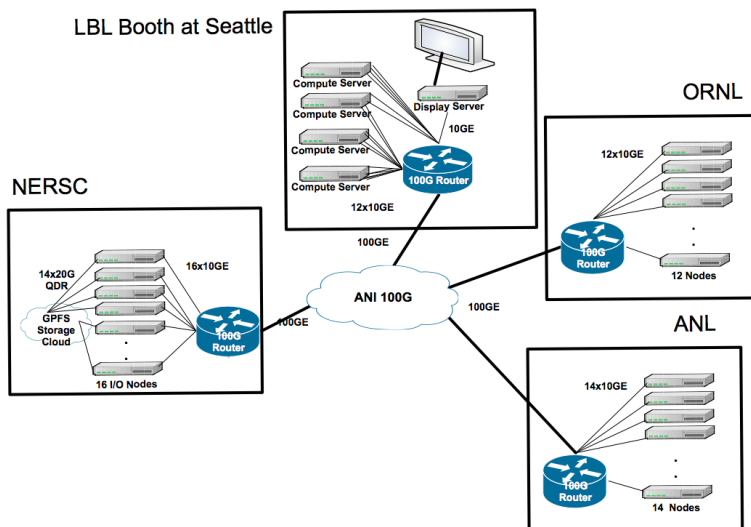 LBL Booth at Seattle
Compute Server
Compute Server
Compute Server
Compute Server
Display Server
10GE
100G Router
12x10GE
100GE
ORNL
12x10GE
100G
Router
12 Nodes
NERSC
14x20G
QDR
16x10GE
GPFS
Storage
Cloud
100G
Router
16 I/O Nodes
100GE
ANI 100G
100GE
ANL
14x10GE
100G
Router
14 Nodes